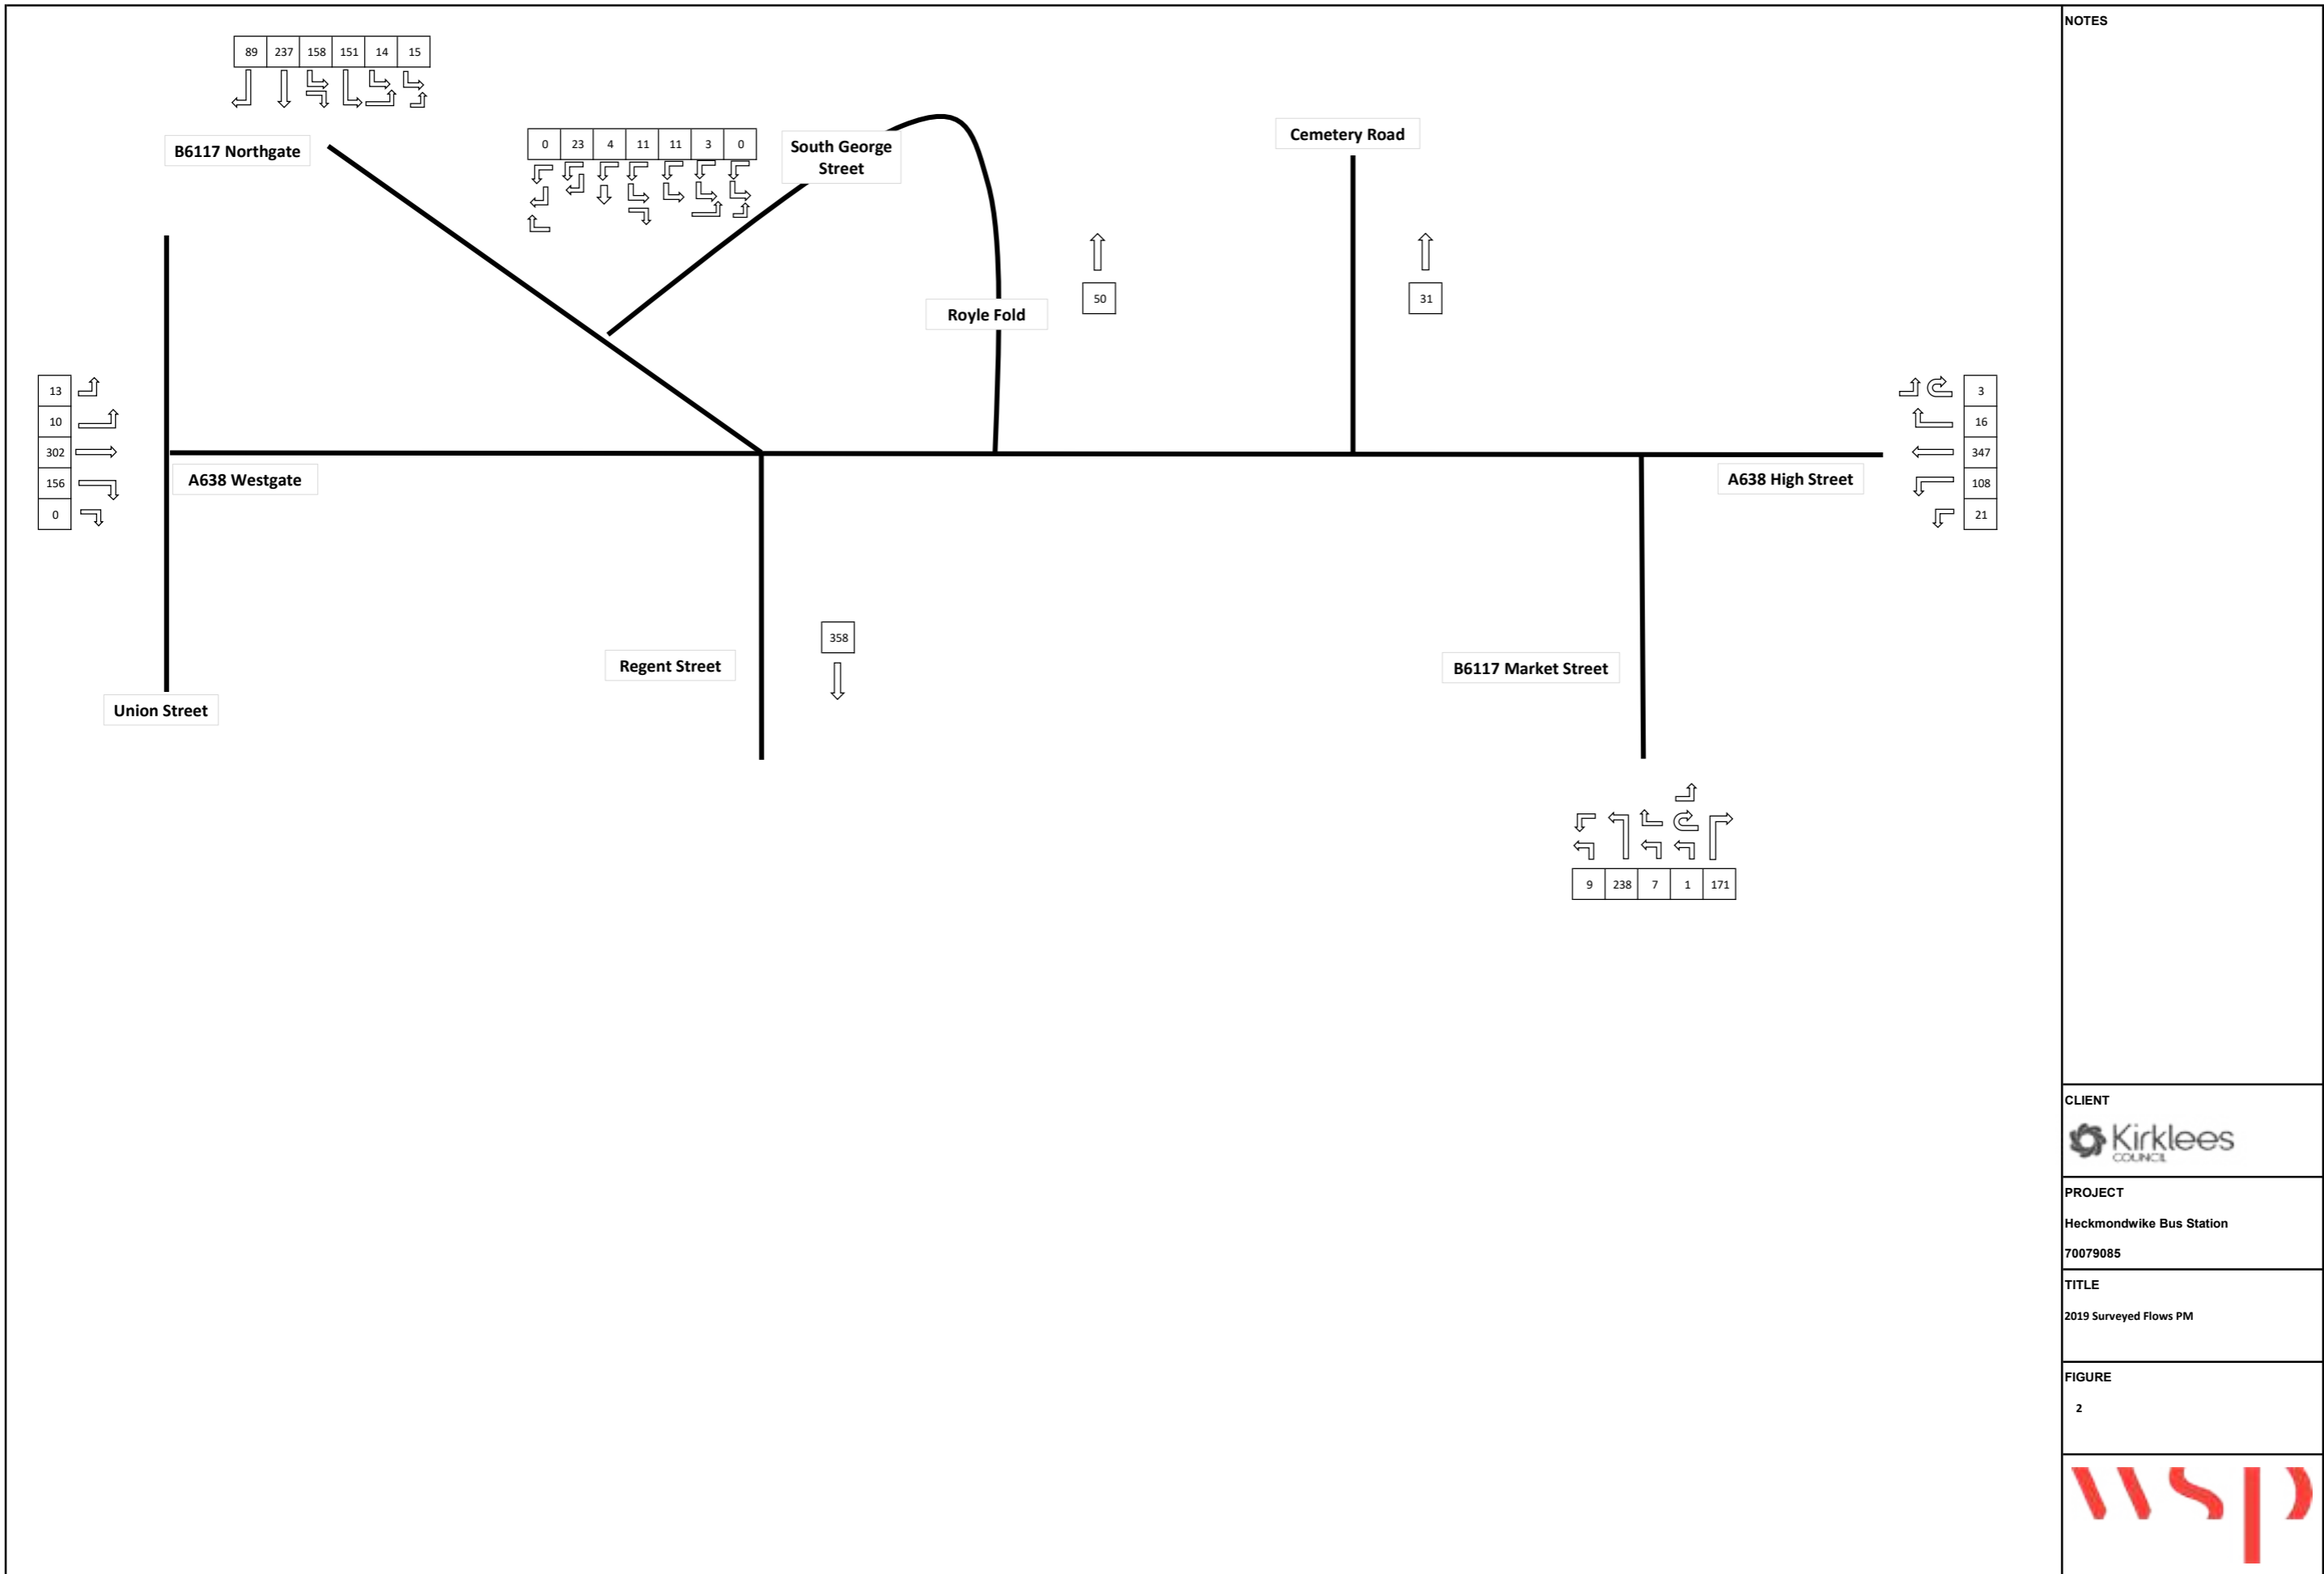 NOTES
89 237 158 151 14 15
0 23 4 11 11 3 0
B6117 Northgate
South George
Street
Cemetery Road
50
31
Royle Fold
13
10
302
156
0
3
16
347
108
21
A638 Westgate
A638 High Street
358
Regent Street
B6117 Market Street
Union Street
9 238 7 1 171
CLIENT
Kirklees
COUNCIL
PROJECT
Heckmondwike Bus Station
70079085
TITLE
2019 Surveyed Flows PM
FIGURE
2
wsp